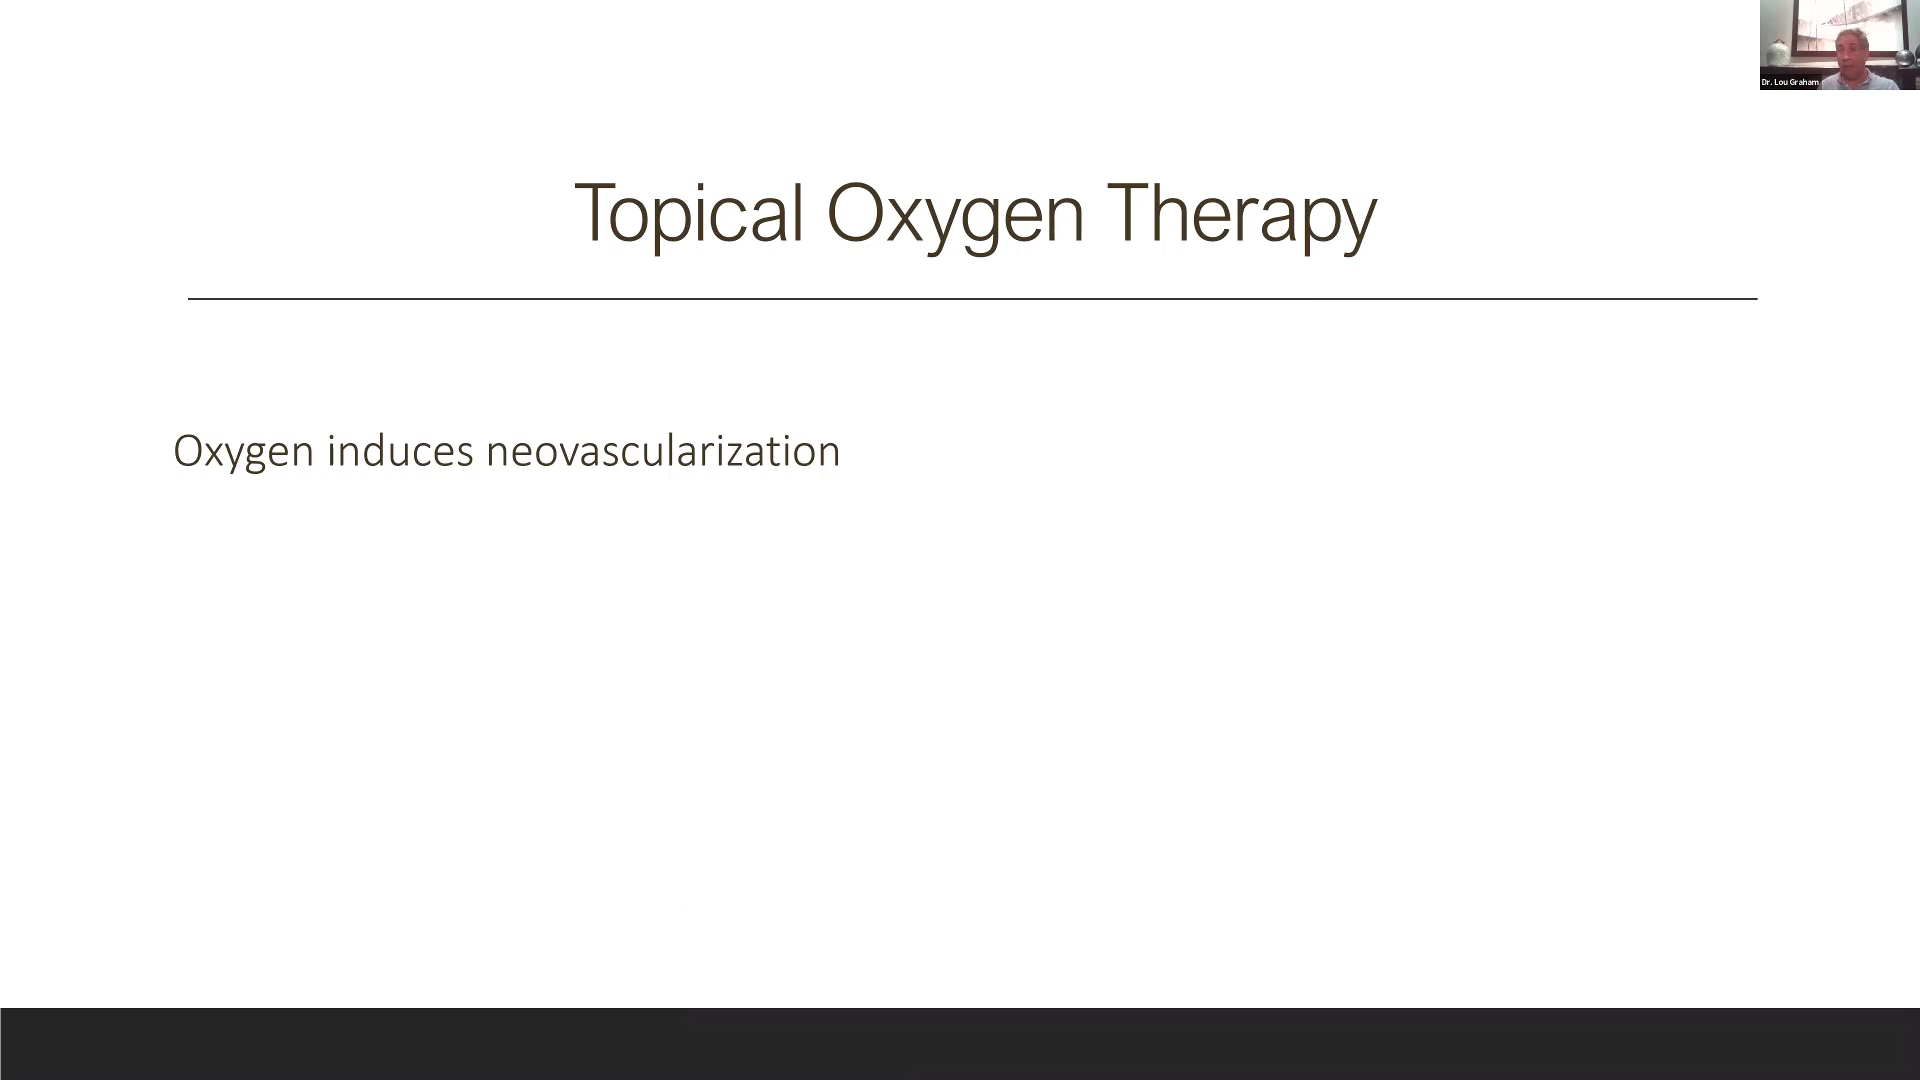 Dr. Lou Graham
Topical Oxygen Therapy
Oxygen induces neovascularization